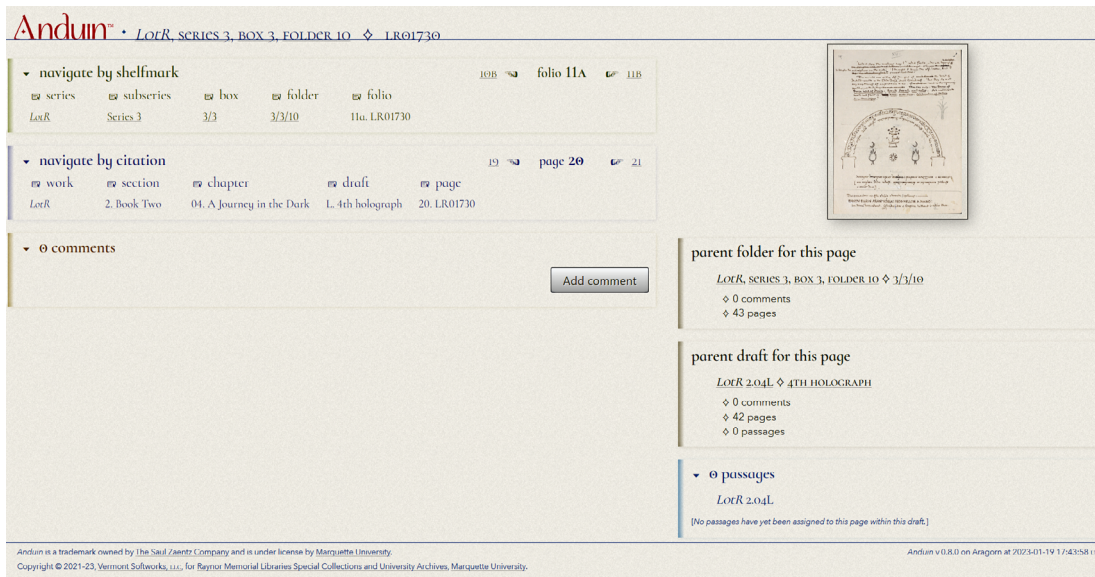 Anduin™ • LotR, series 3, box 3, folder 10 ✧ LR01730
navigate by shelfmark
10B folio 11A 11B
series subseries box folder folio
LotR Series 3 3/3 3/3/10 11a. LR01730
navigate by citation
19 page 20 21
work section chapter draft page
LotR 2. Book Two 04. A Journey in the Dark L. 4th holograph 20. LR01730
0 comments
Add comment
parent folder for this page
LotR, series 3, box 3, folder 10 ✧ 3/3/10
✧ 0 comments
✧ 43 pages
parent draft for this page
LotR 2.04L ✧ 4th holograph
✧ 0 comments
✧ 42 pages
✧ 0 passages
0 passages
LotR 2.04L
[No passages have yet been assigned to this page within this draft.]
Anduin is a trademark owned by The Saul Zaentz Company and is under license by Marquette University.
Anduin v 0.8.0 on Aragorn at 2023-01-19 17:43:58
Copyright © 2021–23, Vermont Softworks, LLC, for Raynor Memorial Libraries Special Collections and University Archives, Marquette University.